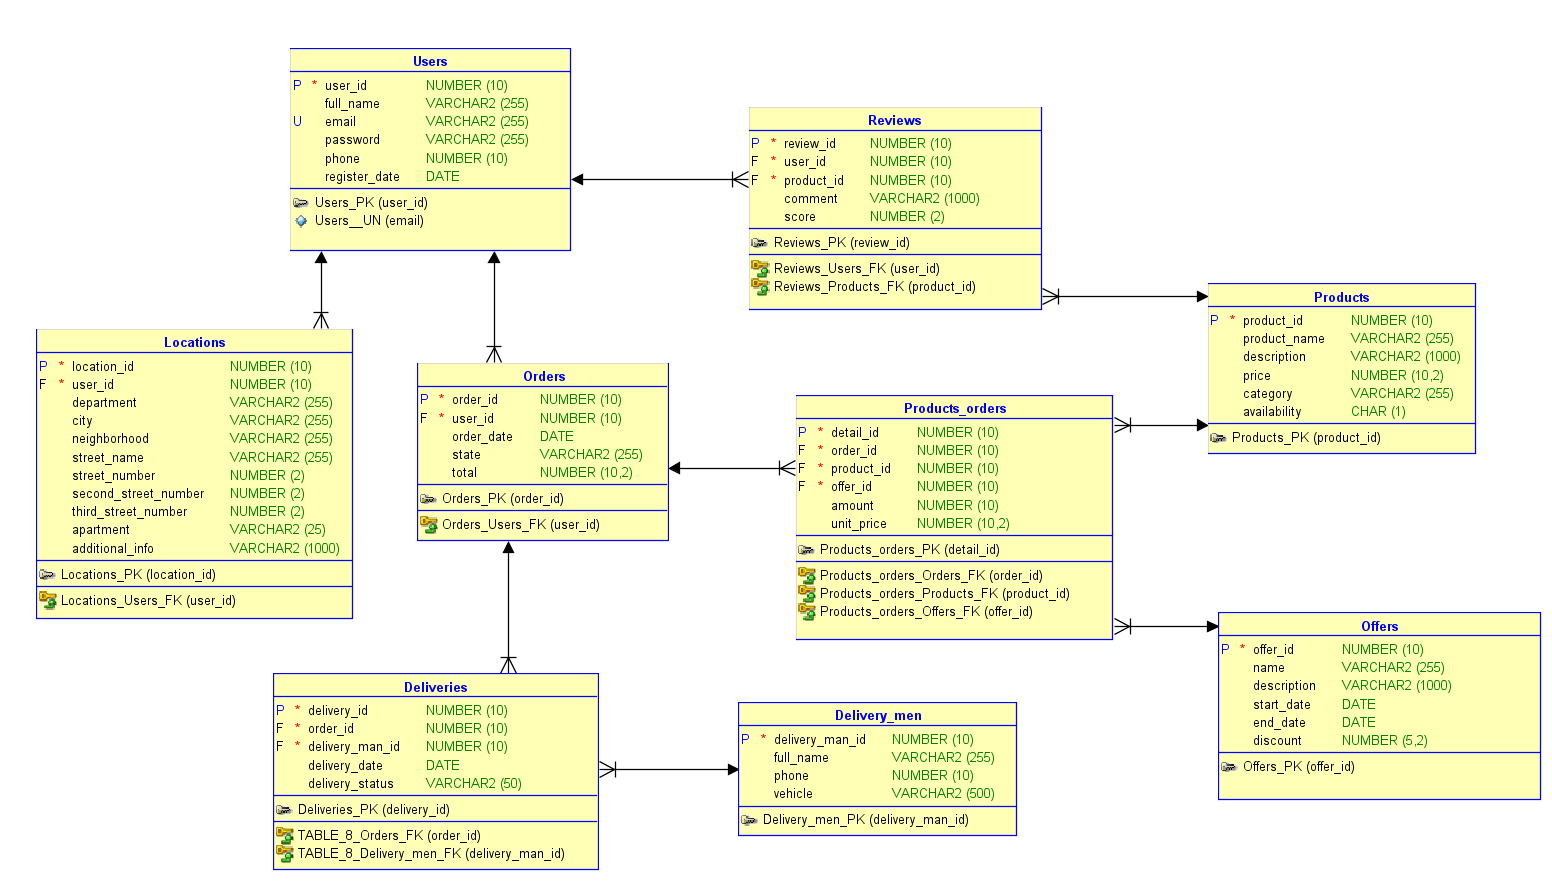 Users
P * user_id NUMBER (10)
full_name VARCHAR2 (255)
U email VARCHAR2 (255)
password VARCHAR2 (255)
phone NUMBER (10)
register_date DATE
Users_PK (user_id)
Users__UN (email)
Reviews
P * review_id NUMBER (10)
F * user_id NUMBER (10)
F * product_id NUMBER (10)
comment VARCHAR2 (1000)
score NUMBER (2)
Reviews_PK (review_id)
Reviews_Users_FK (user_id)
Reviews_Products_FK (product_id)
Products
P * product_id NUMBER (10)
product_name VARCHAR2 (255)
description VARCHAR2 (1000)
price NUMBER (10,2)
category VARCHAR2 (255)
availability CHAR (1)
Products_PK (product_id)
Locations
P * location_id NUMBER (10)
F * user_id NUMBER (10)
department VARCHAR2 (255)
city VARCHAR2 (255)
neighborhood VARCHAR2 (255)
street_name VARCHAR2 (255)
street_number NUMBER (2)
second_street_number NUMBER (2)
third_street_number NUMBER (2)
apartment VARCHAR2 (25)
additional_info VARCHAR2 (1000)
Locations_PK (location_id)
Locations_Users_FK (user_id)
Orders
P * order_id NUMBER (10)
F * user_id NUMBER (10)
order_date DATE
state VARCHAR2 (255)
total NUMBER (10,2)
Orders_PK (order_id)
Orders_Users_FK (user_id)
Products_orders
P * detail_id NUMBER (10)
F * order_id NUMBER (10)
F * product_id NUMBER (10)
F * offer_id NUMBER (10)
amount NUMBER (10)
unit_price NUMBER (10,2)
Products_orders_PK (detail_id)
Products_orders_Orders_FK (order_id)
Products_orders_Products_FK (product_id)
Products_orders_Offers_FK (offer_id)
Offers
P * offer_id NUMBER (10)
name VARCHAR2 (255)
description VARCHAR2 (1000)
start_date DATE
end_date DATE
discount NUMBER (5,2)
Offers_PK (offer_id)
Deliveries
P * delivery_id NUMBER (10)
F * order_id NUMBER (10)
F * delivery_man_id NUMBER (10)
delivery_date DATE
delivery_status VARCHAR2 (50)
Deliveries_PK (delivery_id)
TABLE_8_Orders_FK (order_id)
TABLE_8_Delivery_men_FK (delivery_man_id)
Delivery_men
P * delivery_man_id NUMBER (10)
full_name VARCHAR2 (255)
phone NUMBER (10)
vehicle VARCHAR2 (500)
Delivery_men_PK (delivery_man_id)